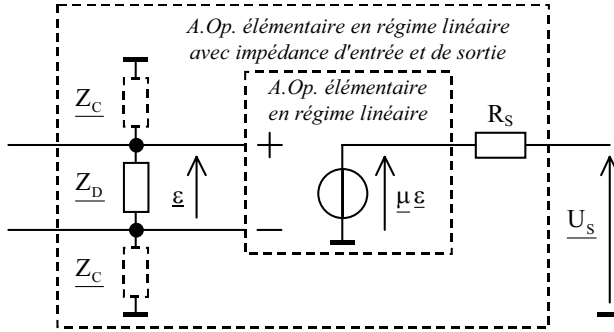 A.Op. élémentaire en régime linéaire
avec impédance d'entrée et de sortie
A.Op. élémentaire
en régime linéaire
Z_C
R_S
+
Z_D
ε
μ ε
U_S
−
Z_C